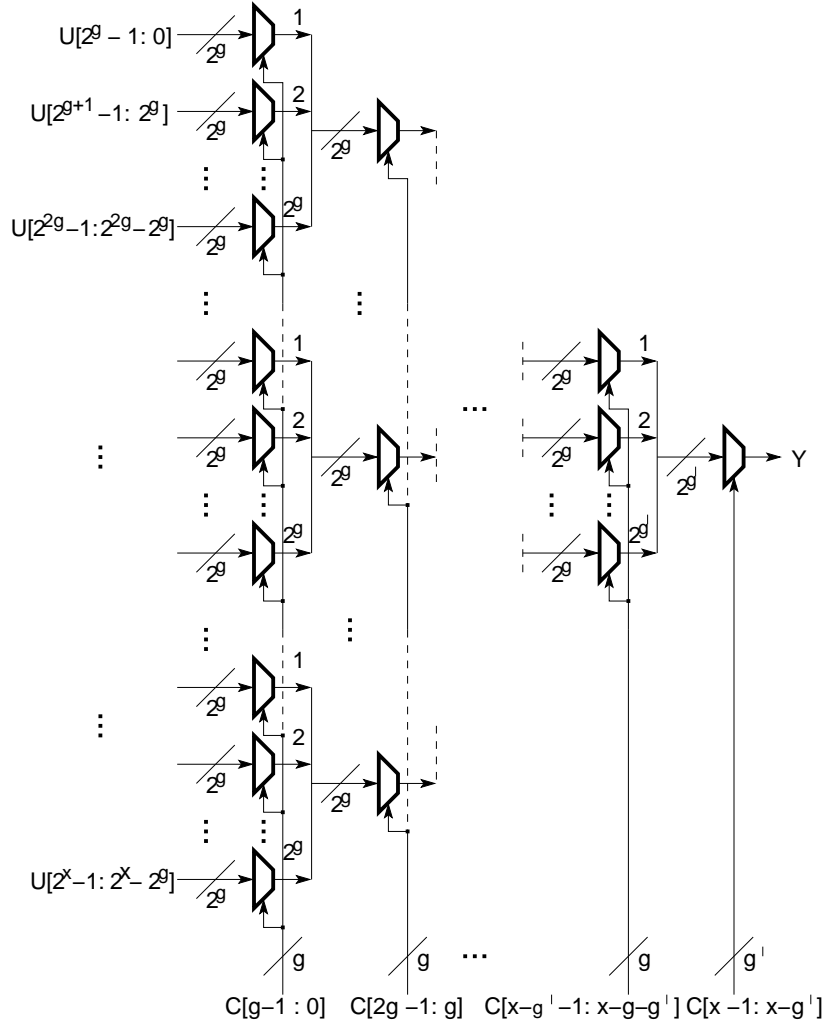 1
U[2^g − 1: 0]
2^g
2
U[2^{g+1} −1: 2^g]
2^g
2^g
2^g
U[2^{2g} −1:2^{2g} −2^g]
2^g
1
1
2^g
2^g
2
2
2^g
2^g
2^g
2^{g'}
Y
2^g
2^{g'}
2^g
2^g
1
2^g
2
2^g
2^g
2^g
U[2^x −1: 2^x − 2^g]
2^g
g
g
...
g
g '
C[g−1 : 0]
C[2g −1: g]
C[x−g ' −1: x−g−g ' ]
C[x −1: x−g ' ]